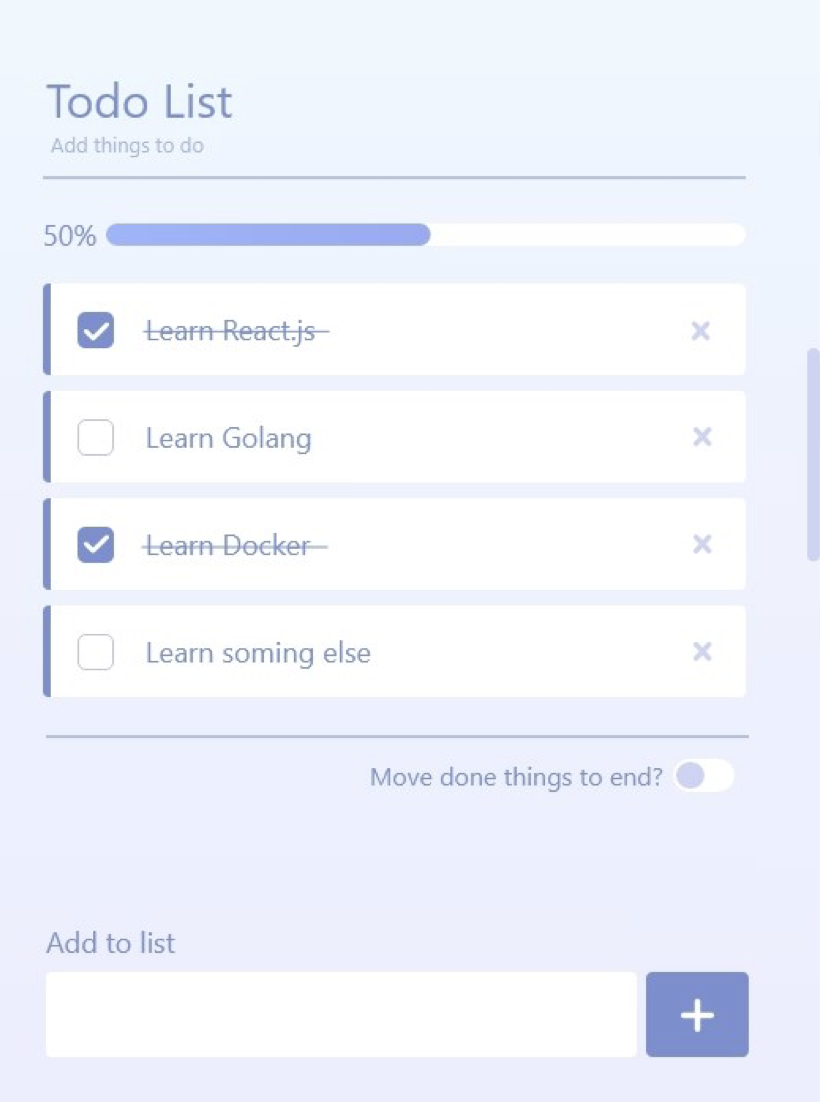 Todo List
Add things to do
50%
Learn React.js
Learn Golang
Learn Docker
Learn soming else
Move done things to end?
Add to list